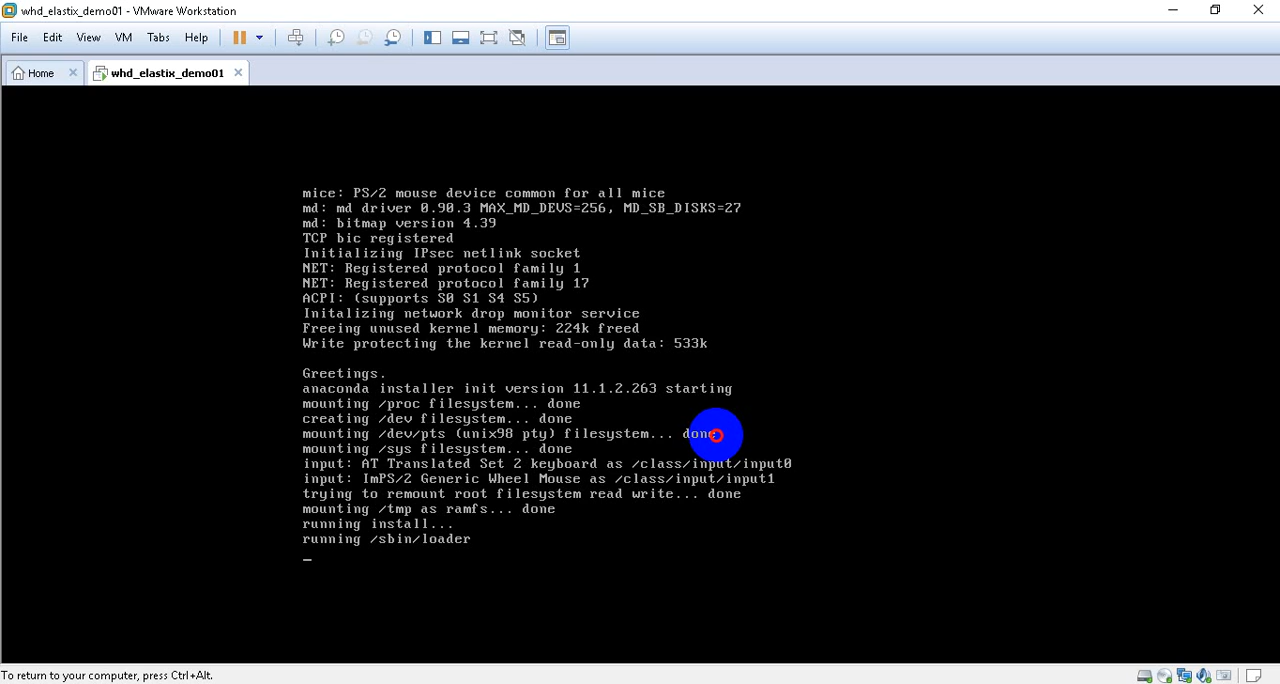 whd_elastix_demo01 - VMware Workstation
File Edit View VM Tabs Help
Home whd_elastix_demo01
mice: PS/2 mouse device common for all mice
md: md driver 0.90.3 MAX_MD_DEVS=256, MD_SB_DISKS=27
md: bitmap version 4.39
TCP bic registered
Initializing IPsec netlink socket
NET: Registered protocol family 1
NET: Registered protocol family 17
ACPI: (supports S0 S1 S4 S5)
Initalizing network drop monitor service
Freeing unused kernel memory: 224k freed
Write protecting the kernel read-only data: 533k
Greetings.
anaconda installer init version 11.1.2.263 starting
mounting /proc filesystem... done
creating /dev filesystem... done
mounting /dev/pts (unix98 pty) filesystem... done
mounting /sys filesystem... done
input: AT Translated Set 2 keyboard as /class/input/input0
input: ImPS/2 Generic Wheel Mouse as /class/input/input1
trying to remount root filesystem read write... done
mounting /tmp as ramfs... done
running install...
running /sbin/loader
_
To return to your computer, press Ctrl+Alt.